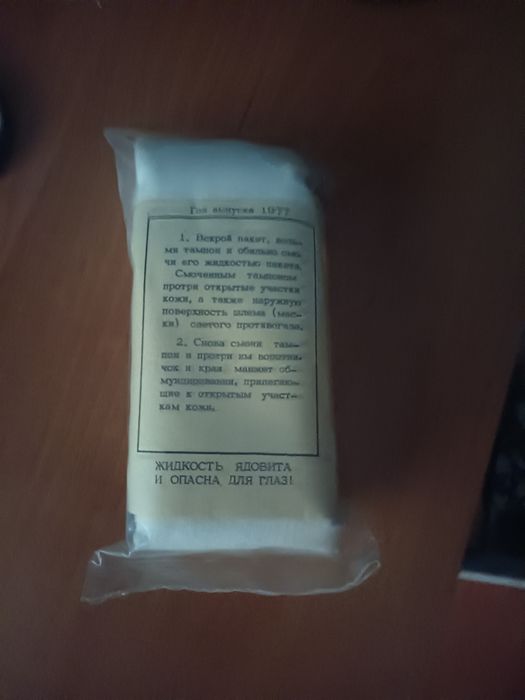 Год выпуска 1977
1. Вскрой пакет, возь-
ми тампон и обильно смо-
чи его жидкостью пакета.
Смоченным тампоном
протри открытые участки
кожи, а также наружную
поверхность шлема (мас-
ки) одетого противогаза.
2. Снова смочи там-
пон и протри им воротни-
чок и края манжет об-
мундирования, прилегаю-
щие к открытым участ-
кам кожи.
ЖИДКОСТЬ ЯДОВИТА
И ОПАСНА ДЛЯ ГЛАЗ!